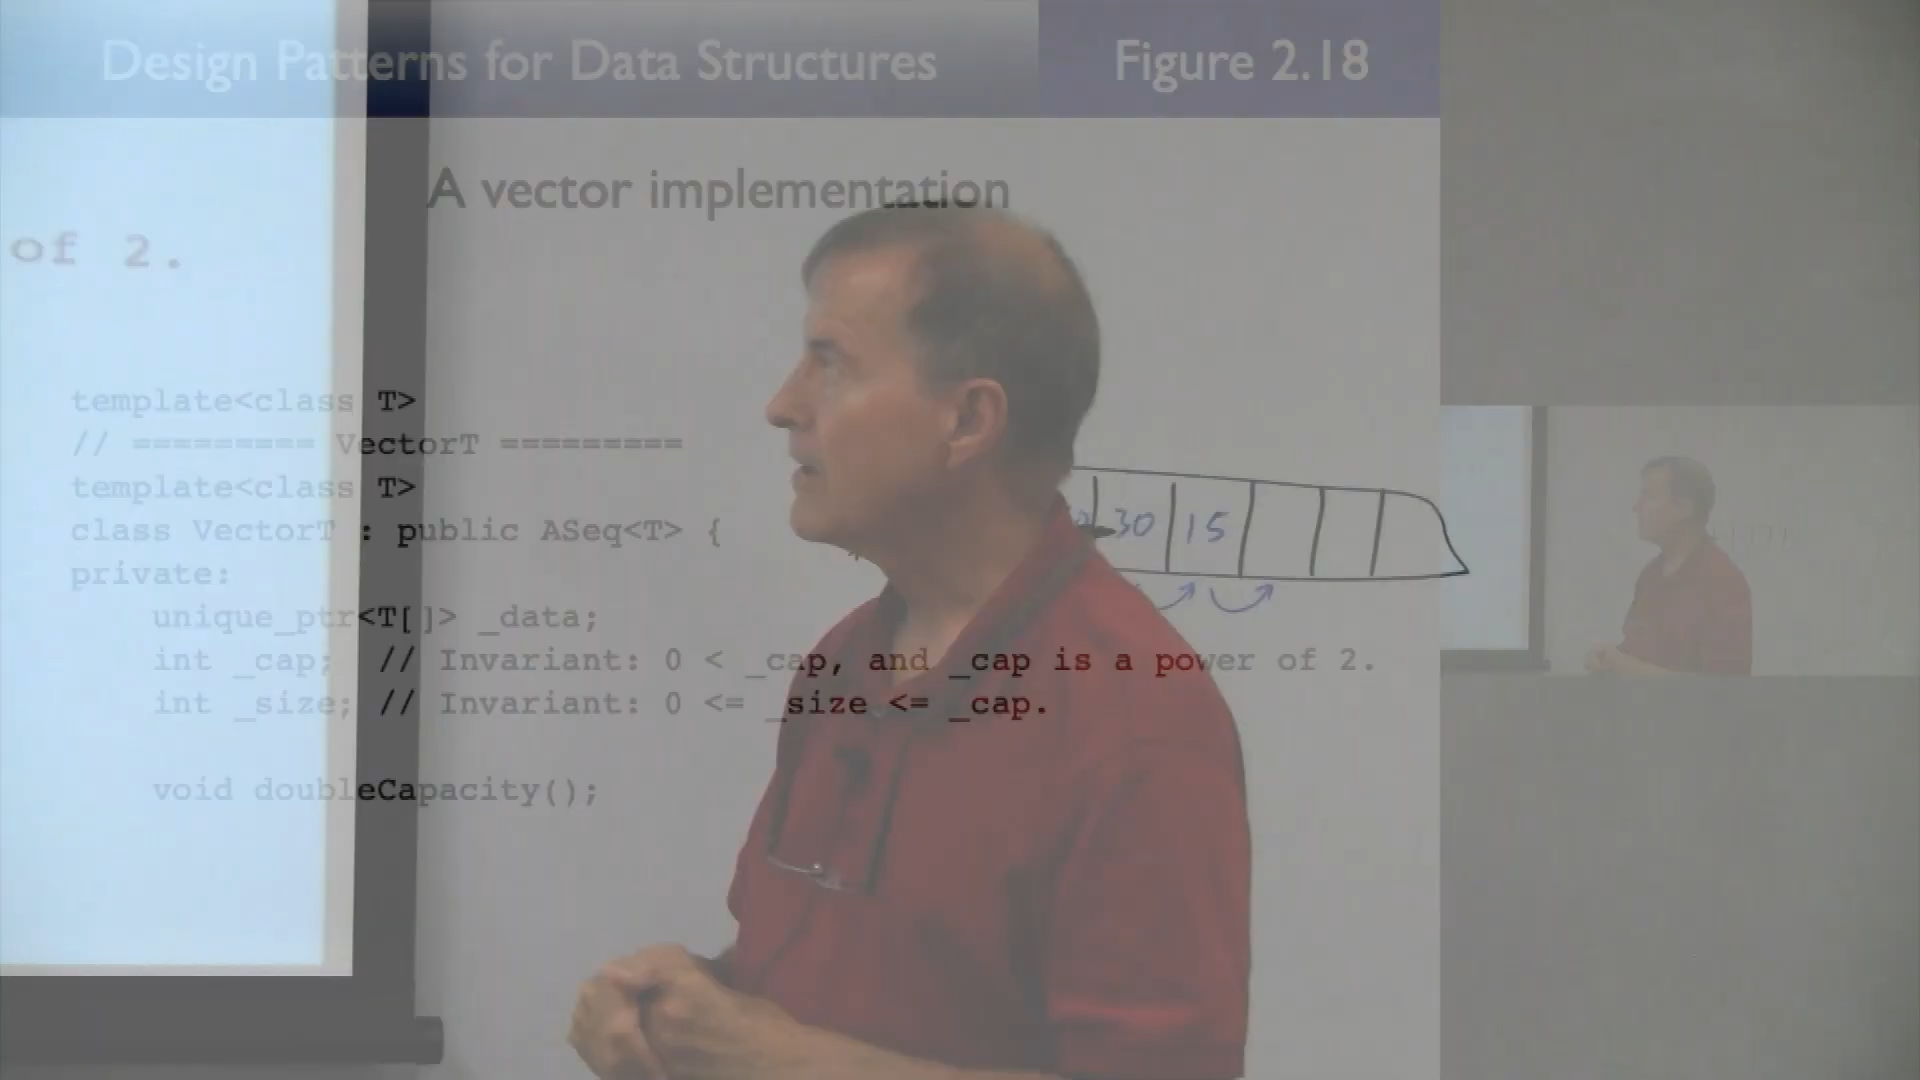 Design Patterns for Data Structures
Figure 2.18
A vector implementation
of 2.
template<class T>
// ========= VectorT =========
template<class T>
class VectorT : public ASeq<T> {
private:
unique_ptr<T[]> _data;
int _cap; // Invariant: 0 < _cap, and _cap is a power of 2.
int _size; // Invariant: 0 <= _size <= _cap.
void doubleCapacity();
30 15